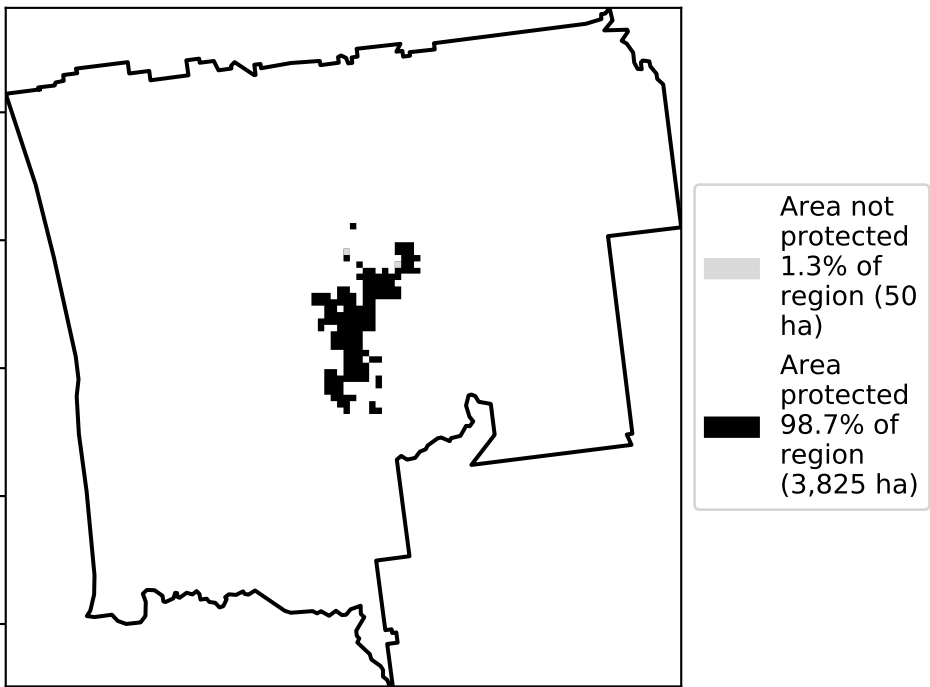 Area not
protected
1.3% of
region (50
ha)
Area
protected
98.7% of
region
(3,825 ha)